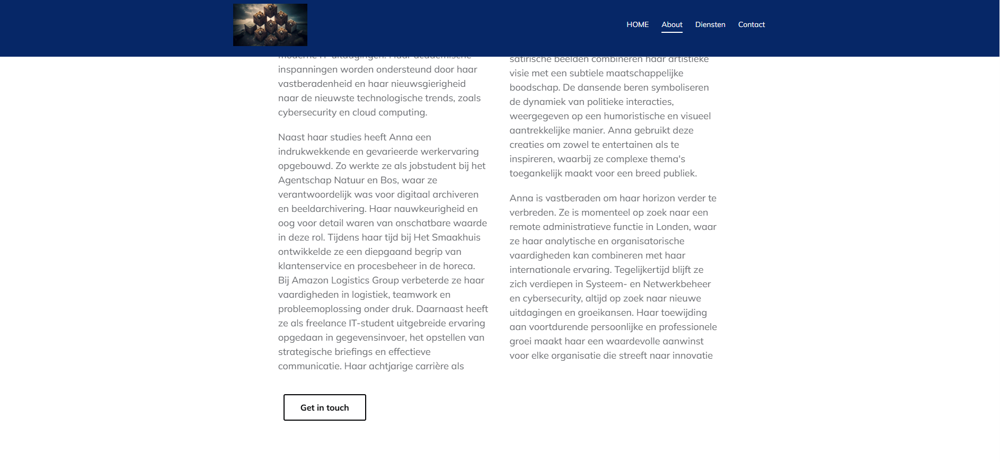 HOME
About
Diensten
Contact
moderne IT-uitdagingen. Haar academische
inspanningen worden ondersteund door haar
vastberadenheid en haar nieuwsgierigheid
naar de nieuwste technologische trends, zoals
cybersecurity en cloud computing.
Naast haar studies heeft Anna een
indrukwekkende en gevarieerde werkervaring
opgebouwd. Zo werkte ze als jobstudent bij het
Agentschap Natuur en Bos, waar ze
verantwoordelijk was voor digitaal archiveren
en beeldarchivering. Haar nauwkeurigheid en
oog voor detail waren van onschatbare waarde
in deze rol. Tijdens haar tijd bij Het Smaakhuis
ontwikkelde ze een diepgaand begrip van
klantenservice en procesbeheer in de horeca.
Bij Amazon Logistics Group verbeterde ze haar
vaardigheden in logistiek, teamwork en
probleemoplossing onder druk. Daarnaast heeft
ze als freelance IT-student uitgebreide ervaring
opgedaan in gegevensinvoer, het opstellen van
strategische briefings en effectieve
communicatie. Haar achtjarige carrière als
satirische beelden combineren haar artistieke
visie met een subtiele maatschappelijke
boodschap. De dansende beren symboliseren
de dynamiek van politieke interacties,
weergegeven op een humoristische en visueel
aantrekkelijke manier. Anna gebruikt deze
creaties om zowel te entertainen als te
inspireren, waarbij ze complexe thema's
toegankelijk maakt voor een breed publiek.
Anna is vastberaden om haar horizon verder te
verbreden. Ze is momenteel op zoek naar een
remote administratieve functie in Londen, waar
ze haar analytische en organisatorische
vaardigheden kan combineren met haar
internationale ervaring. Tegelijkertijd blijft ze
zich verdiepen in Systeem- en Netwerkbeheer
en cybersecurity, altijd op zoek naar nieuwe
uitdagingen en groeikansen. Haar toewijding
aan voortdurende persoonlijke en professionele
groei maakt haar een waardevolle aanwinst
voor elke organisatie die streeft naar innovatie
Get in touch